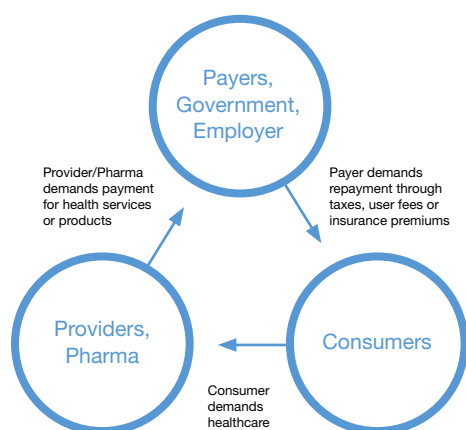 Payers,
Government,
Employer
Provider/Pharma
demands payment
for health services
or products
Payer demands
repayment through
taxes, user fees or
insurance premiums
Providers,
Pharma
Consumers
Consumer
demands
healthcare